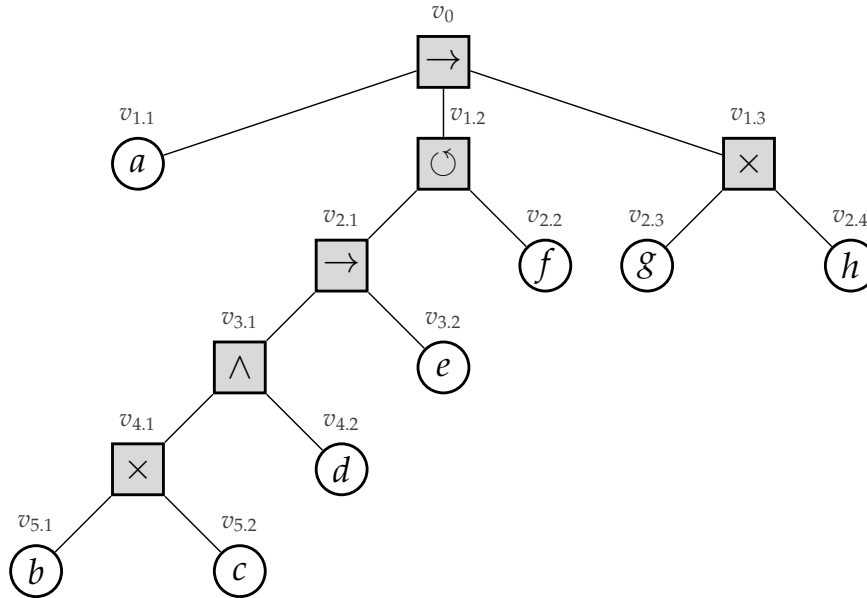 v₀
→
v₁.₁ v₁.₂ v₁.₃
a ↺ ×
v₂.₁ v₂.₂ v₂.₃ v₂.₄
→ f g h
v₃.₁ v₃.₂
∧ e
v₄.₁ v₄.₂
× d
v₅.₁ v₅.₂
b c